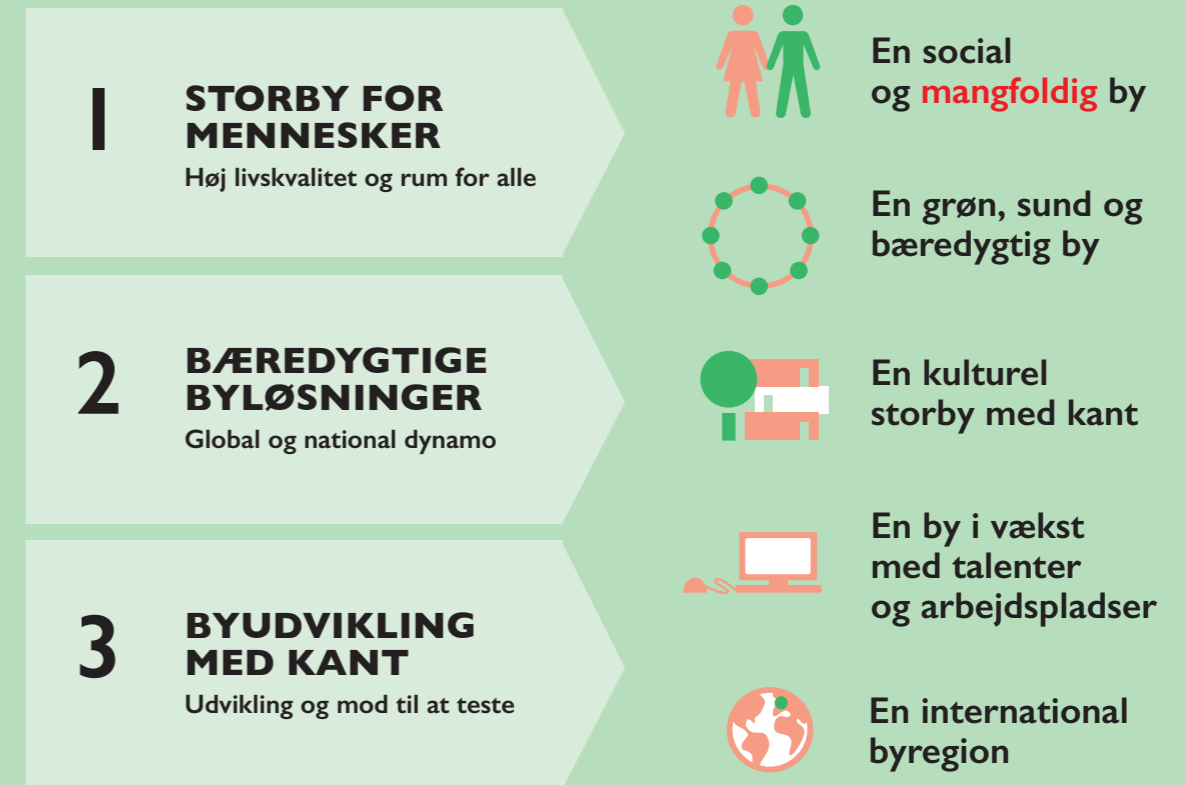 1
STORBY FOR
MENNESKER
Høj livskvalitet og rum for alle
2
BÆREDYGTIGE
BYLØSNINGER
Global og national dynamo
3
BYUDVIKLING
MED KANT
Udvikling og mod til at teste
En social
og mangfoldig by
En grøn, sund og
bæredygtig by
En kulturel
storby med kant
En by i vækst
med talenter
og arbejdspladser
En international
byregion